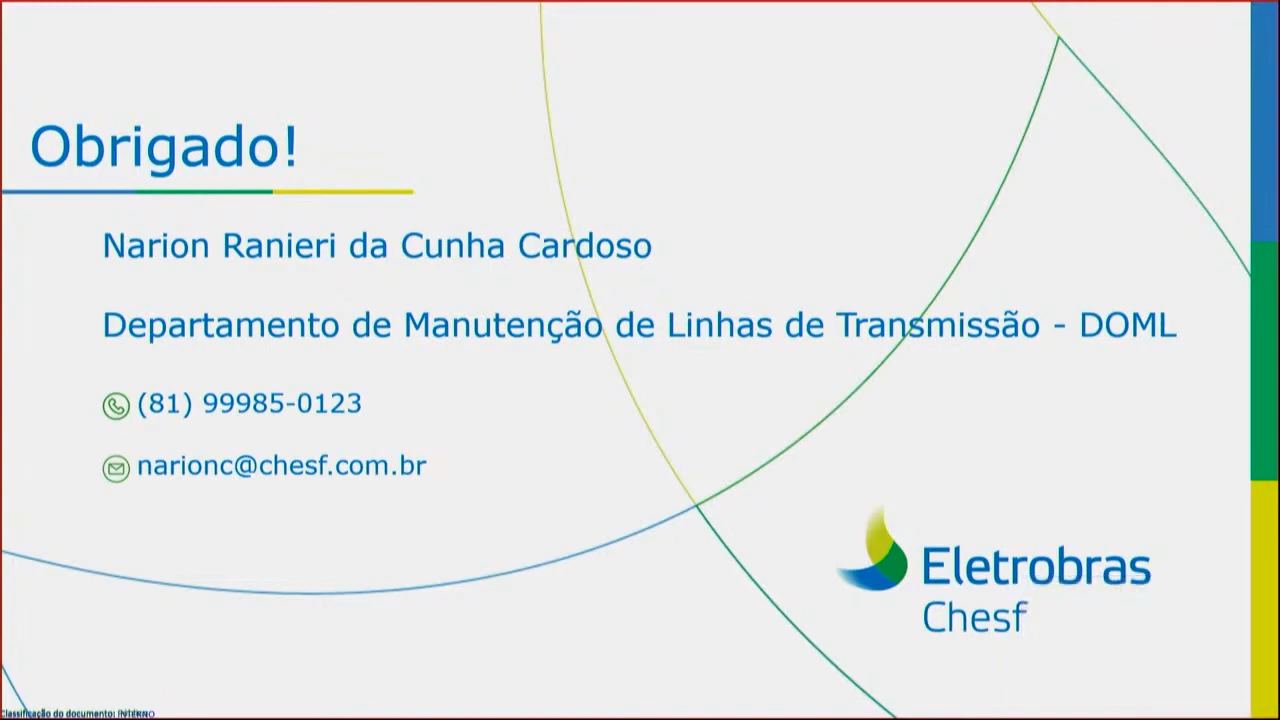 Obrigado!
Narion Ranieri da Cunha Cardoso
Departamento de Manutenção de Linhas de Transmissão - DOML
(81) 99985-0123
narionc@chesf.com.br
Eletrobras
Chesf
Classificação do documento: INTERNO